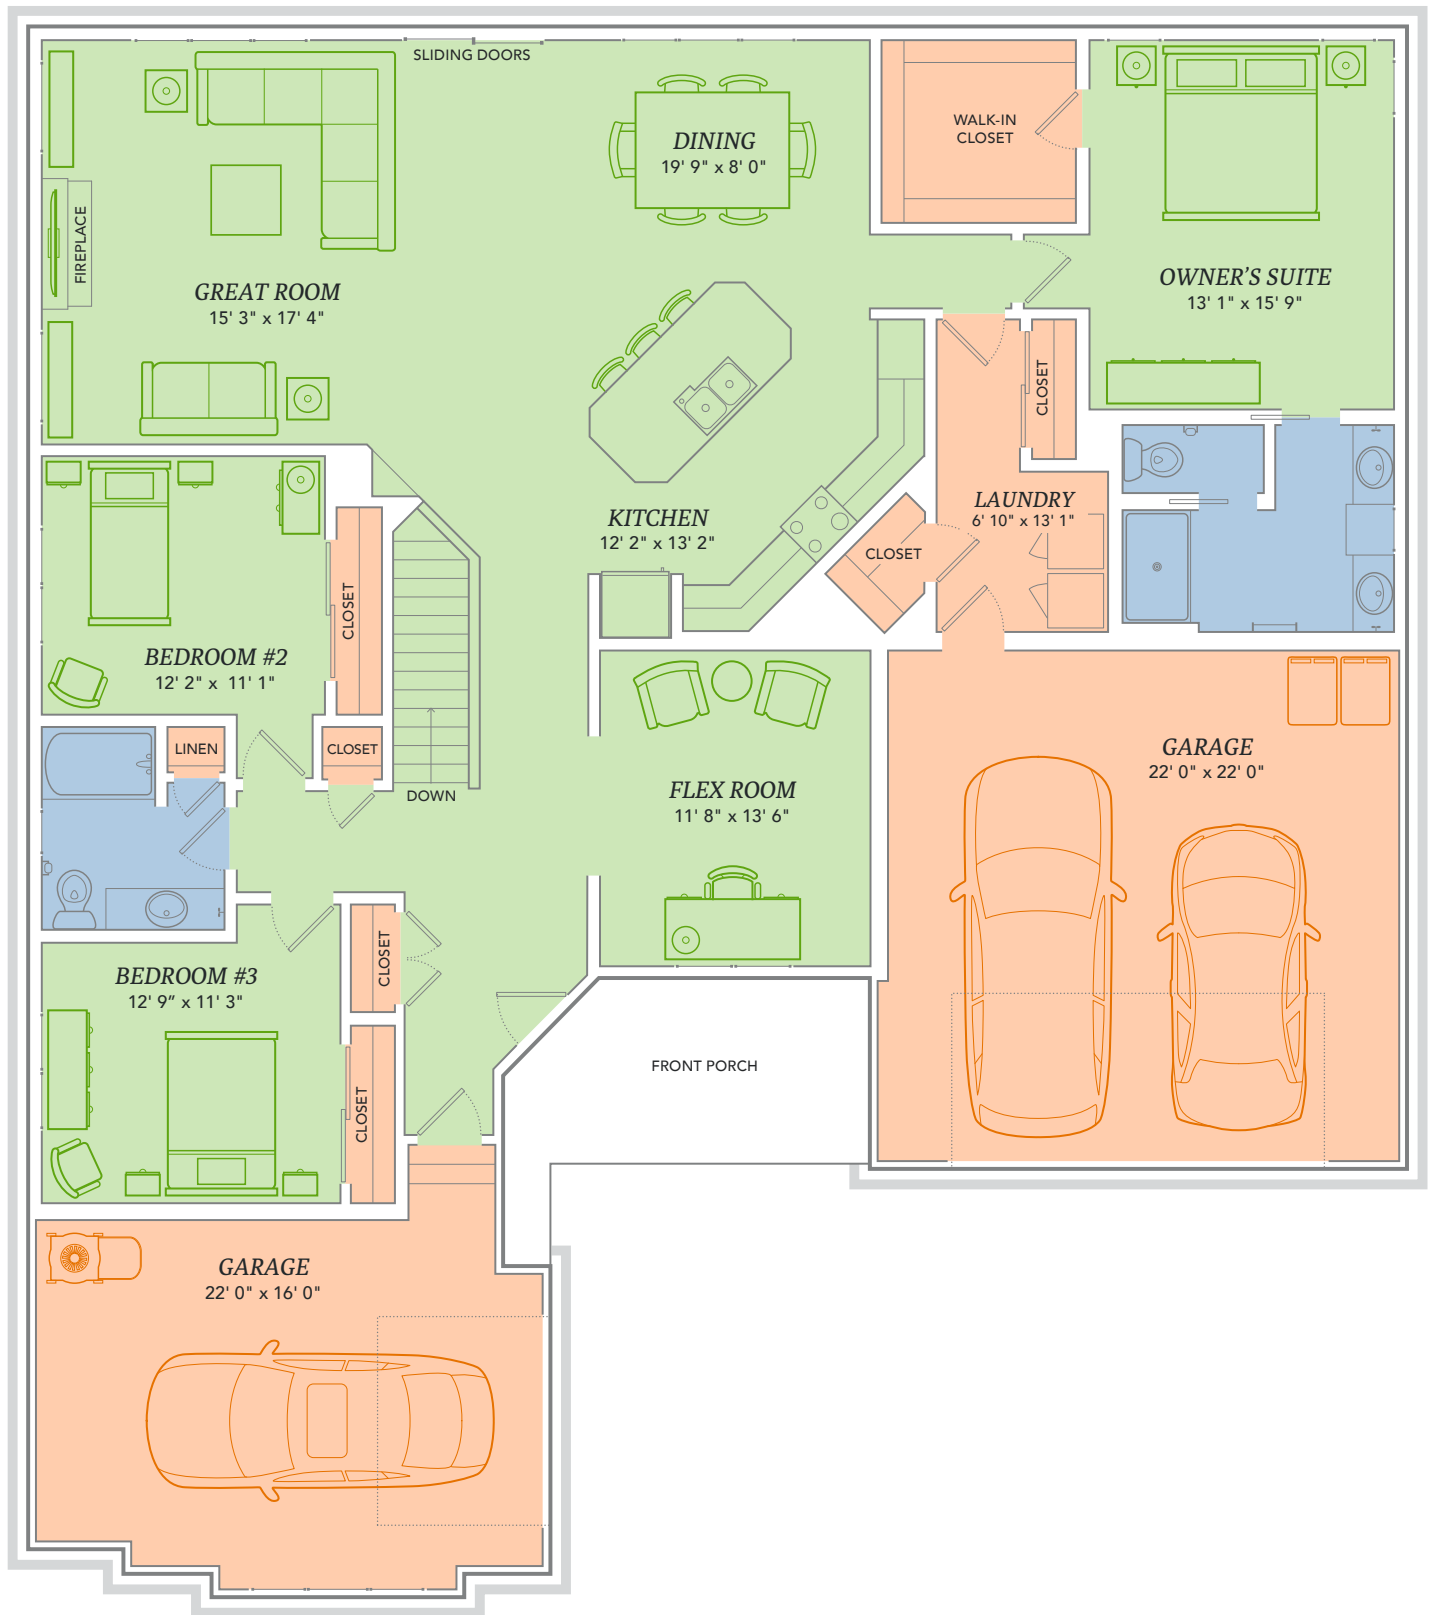 SLIDING DOORS
DINING
19' 9" x 8' 0"
WALK-IN
CLOSET
FIREPLACE
GREAT ROOM
15' 3" x 17' 4"
OWNER’S SUITE
13' 1" x 15' 9"
CLOSET
KITCHEN
12' 2" x 13' 2"
LAUNDRY
6' 10" x 13' 1"
CLOSET
CLOSET
BEDROOM #2
12' 2" x 11' 1"
LINEN
CLOSET
DOWN
FLEX ROOM
11' 8" x 13' 6"
GARAGE
22' 0" x 22' 0"
CLOSET
BEDROOM #3
12' 9” x 11' 3"
FRONT PORCH
CLOSET
GARAGE
22' 0" x 16' 0"